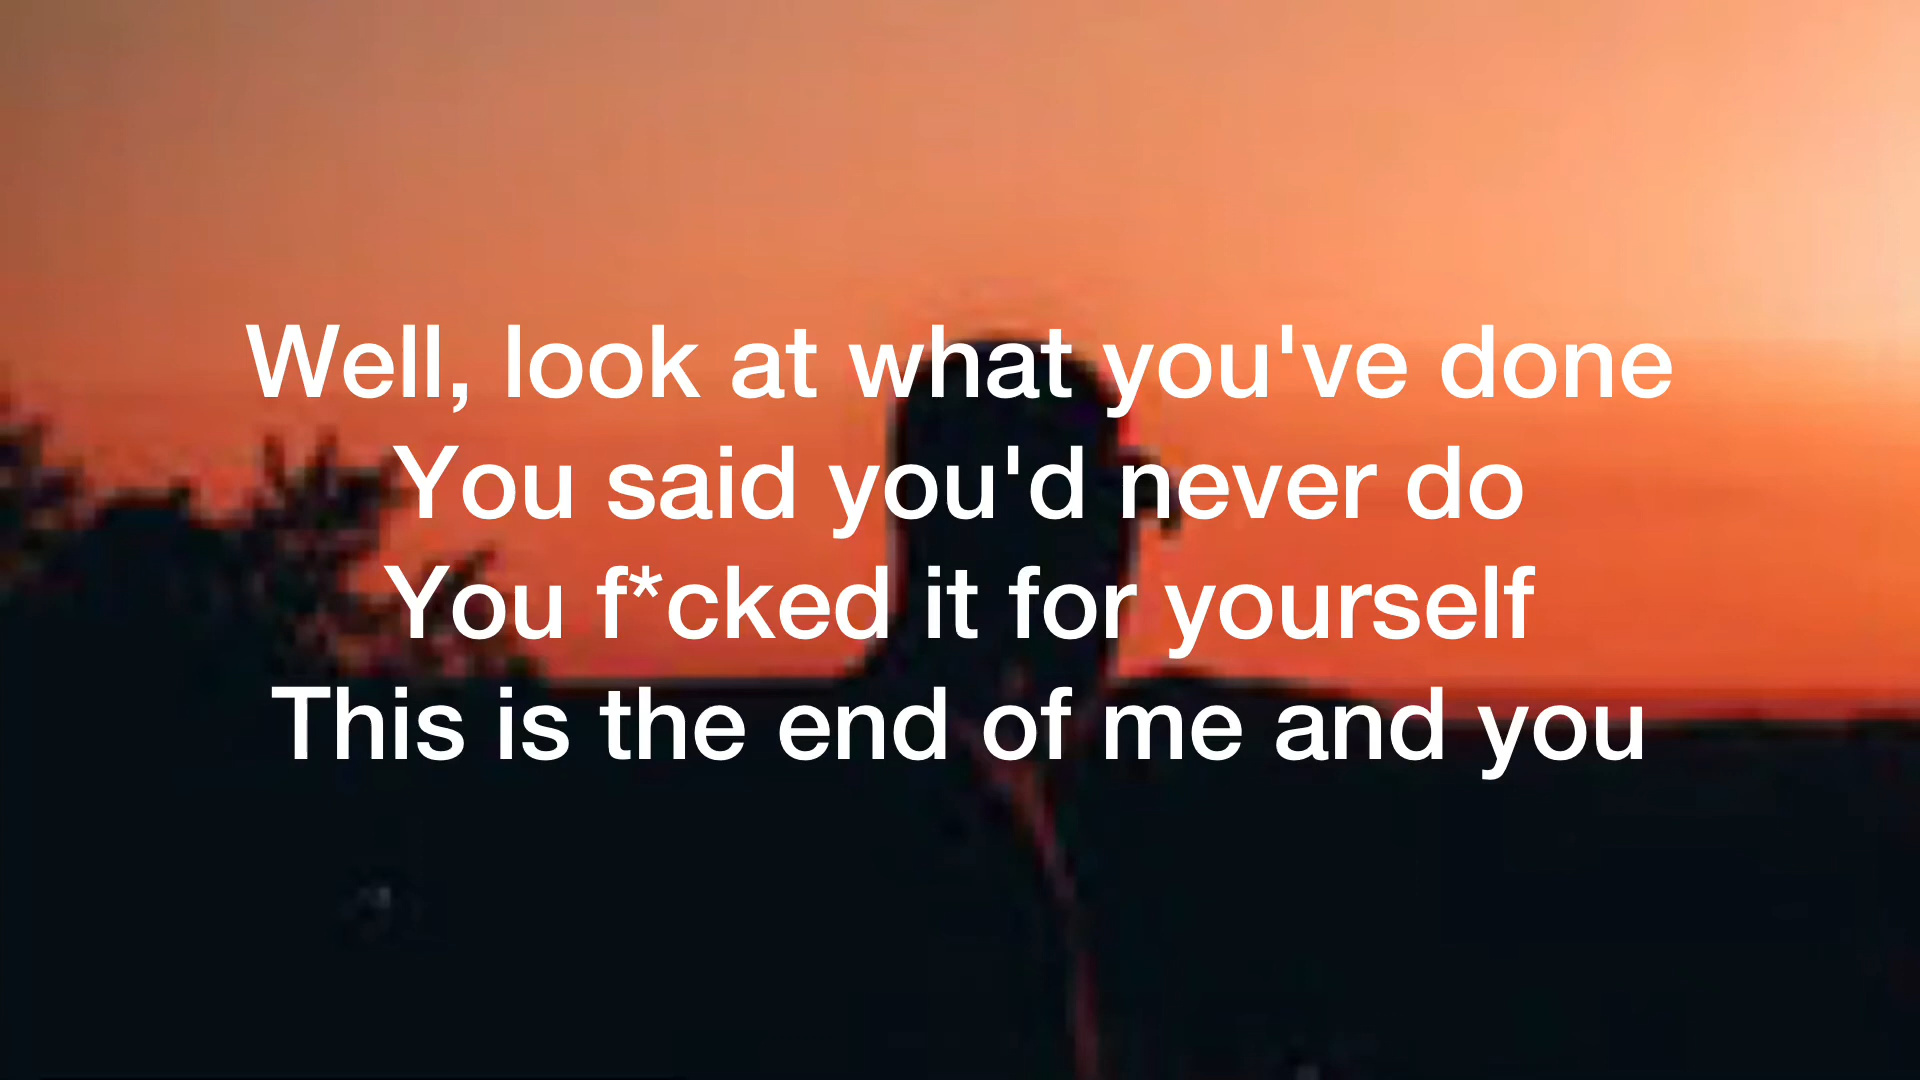 Well, look at what you've done
You said you'd never do
You f*cked it for yourself
This is the end of me and you